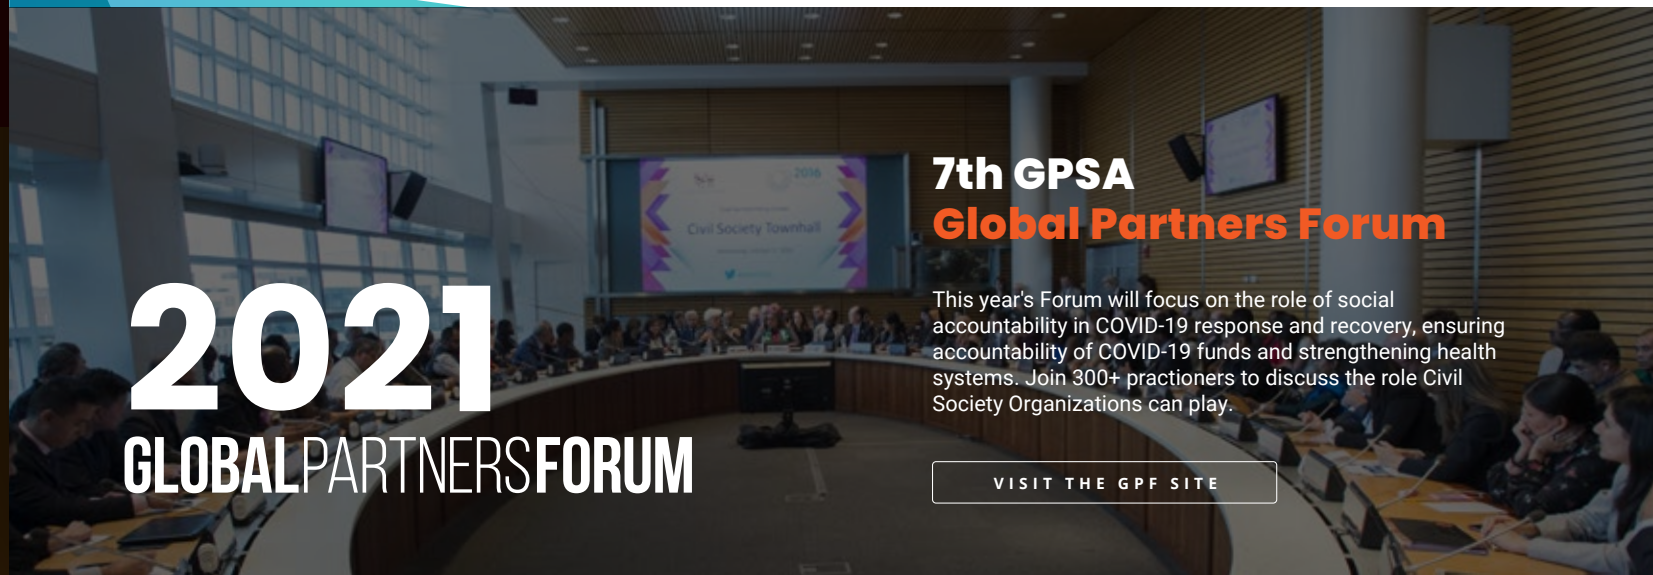 2016
Civil Society Townhall
2021
GLOBALPARTNERSFORUM
7th GPSA
Global Partners Forum
This year's Forum will focus on the role of social
accountability in COVID-19 response and recovery, ensuring
accountability of COVID-19 funds and strengthening health
systems. Join 300+ practioners to discuss the role Civil
Society Organizations can play.
VISIT THE GPF SITE